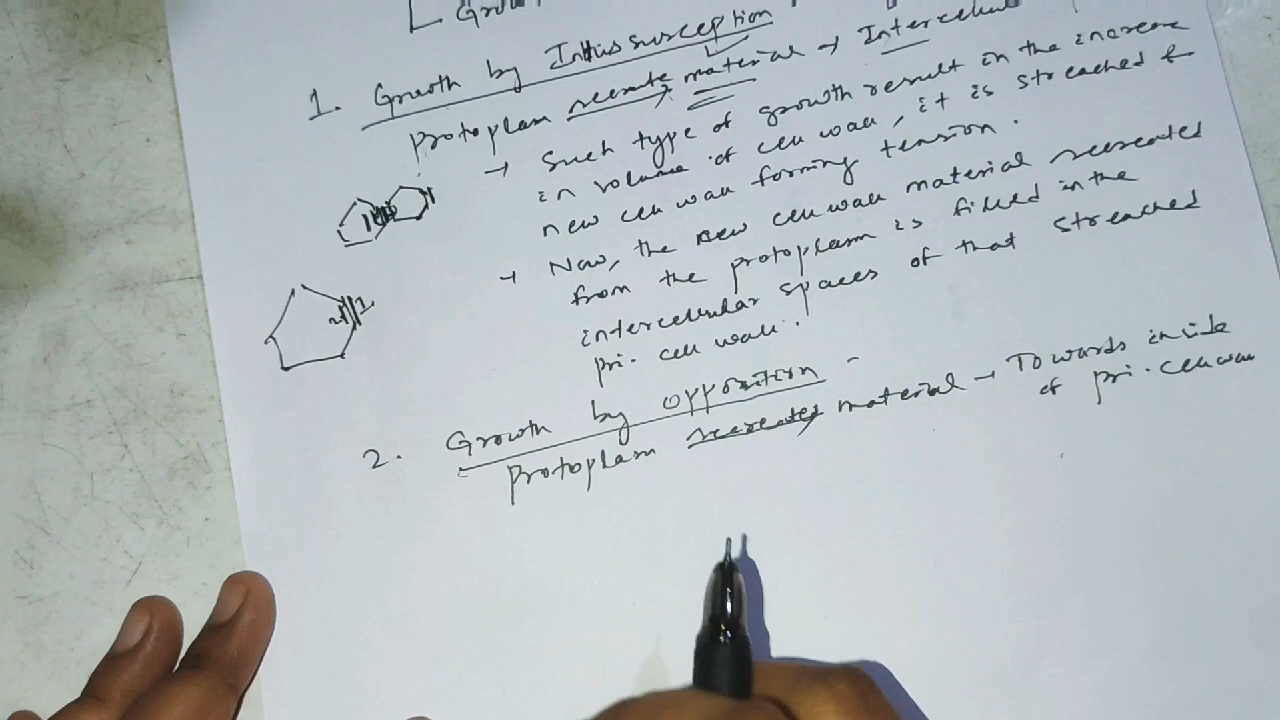 1. Growth by Intussusception
Protoplasm secrete material → Intercellul
→ Such type of growth result in the increase
in volume of cell wall, it is streached &
new cell wall forming tension.
→ Now, the new cell wall material secreated
from the protoplasm is filled in the
intercellular spaces of that streached
pri. cell wall.
2. Growth by opposition -
Protoplasm secreates material → Towards inside
of pri. cell wall